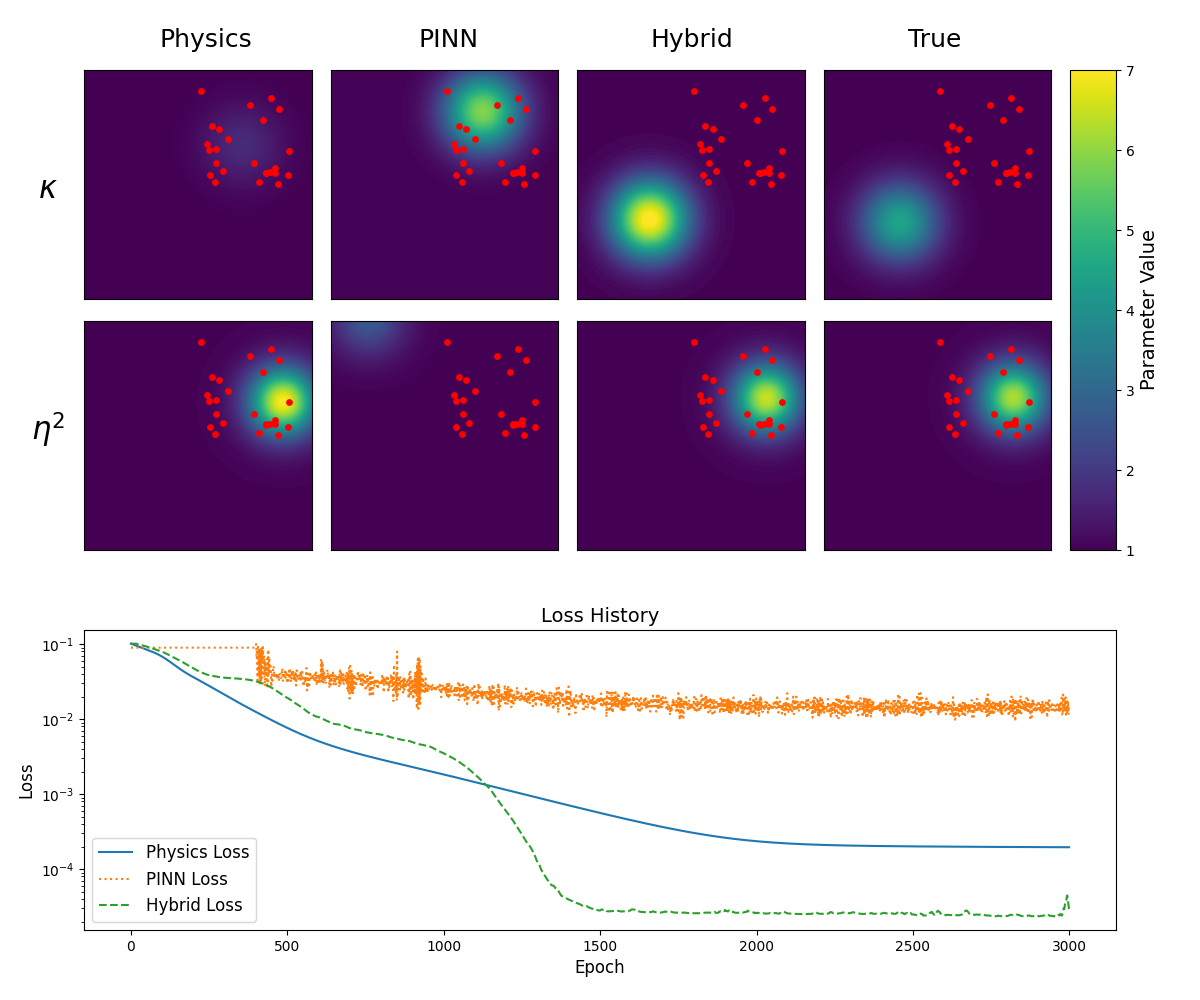 Physics PINN Hybrid True
κ
η²
7
6
5
4
3
2
1
Parameter Value
Loss History
10⁻¹
10⁻²
10⁻³
10⁻⁴
Loss
Physics Loss
PINN Loss
Hybrid Loss
0 500 1000 1500 2000 2500 3000
Epoch